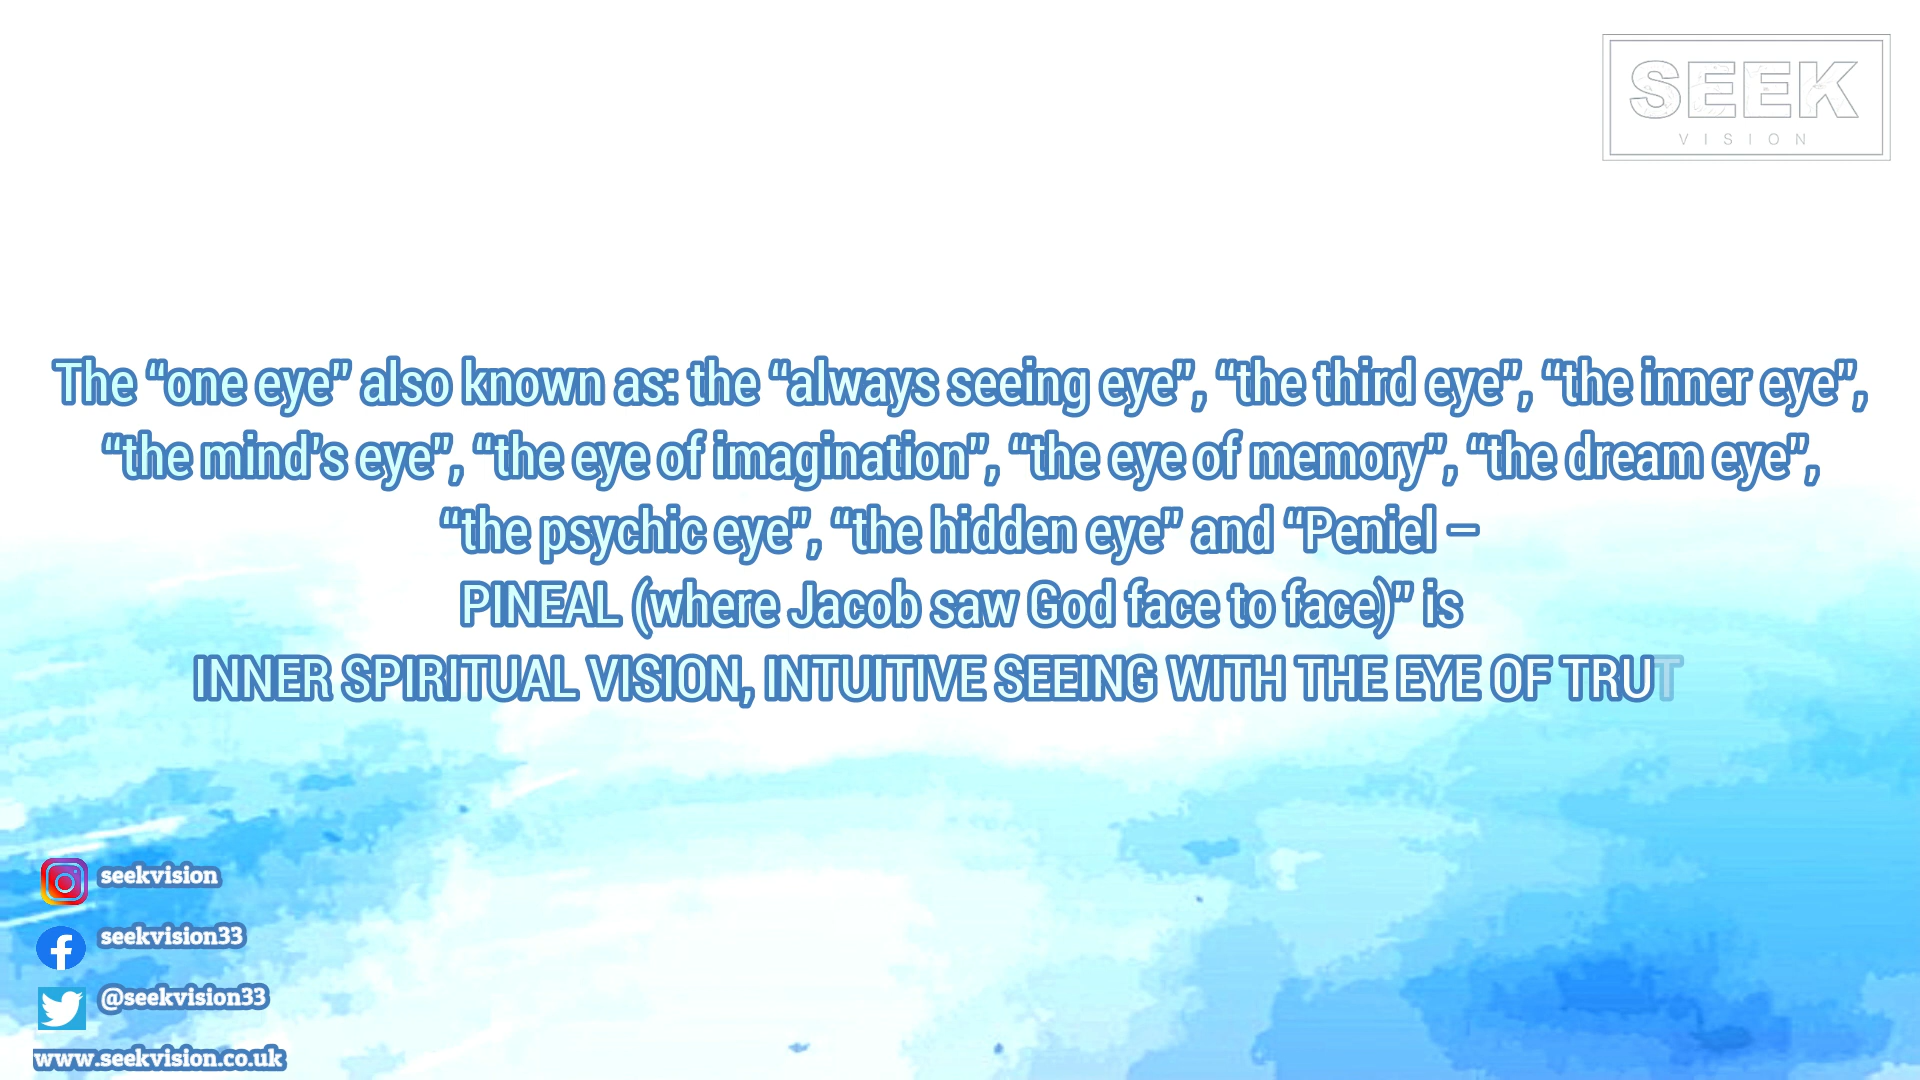 SEEK
VISION
The “one eye” also known as: the “always seeing eye”, “the third eye”, “the inner eye”,
“the mind's eye”, “the eye of imagination”, “the eye of memory”, “the dream eye”,
“the psychic eye”, “the hidden eye” and “Peniel –
PINEAL (where Jacob saw God face to face)” is
INNER SPIRITUAL VISION, INTUITIVE SEEING WITH THE EYE OF TRUT
seekvision
seekvision33
@seekvision33
www.seekvision.co.uk